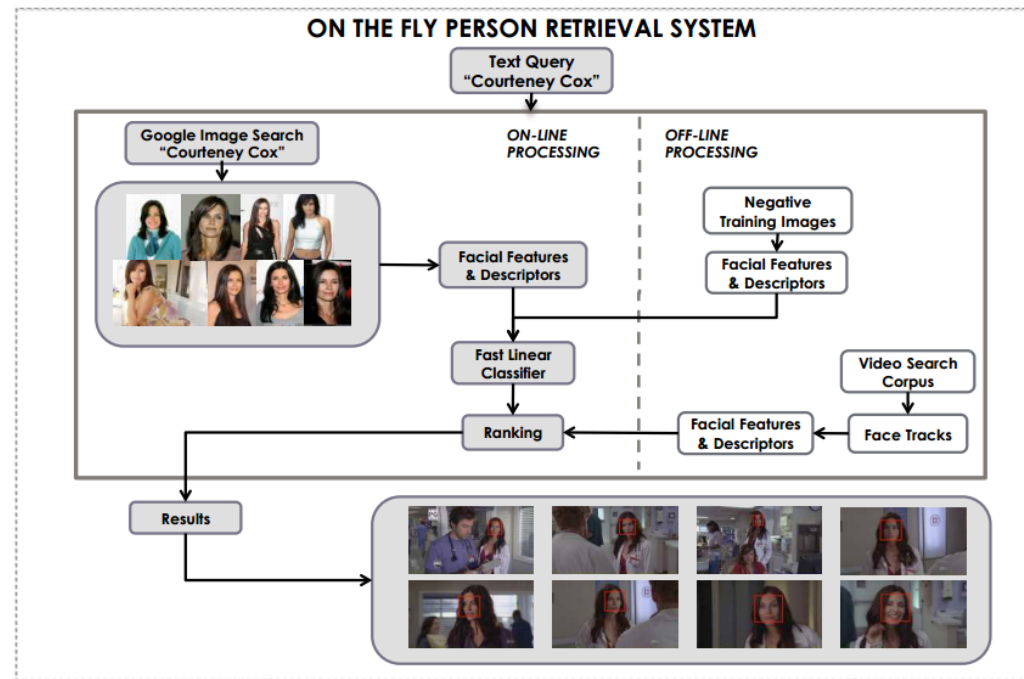 ON THE FLY PERSON RETRIEVAL SYSTEM
Text Query
“Courteney Cox”
Google Image Search
“Courteney Cox”
ON-LINE
PROCESSING
OFF-LINE
PROCESSING
Negative
Training Images
Facial Features
& Descriptors
Facial Features
& Descriptors
Fast Linear
Classifier
Video Search
Corpus
Ranking
Facial Features
& Descriptors
Face Tracks
Results